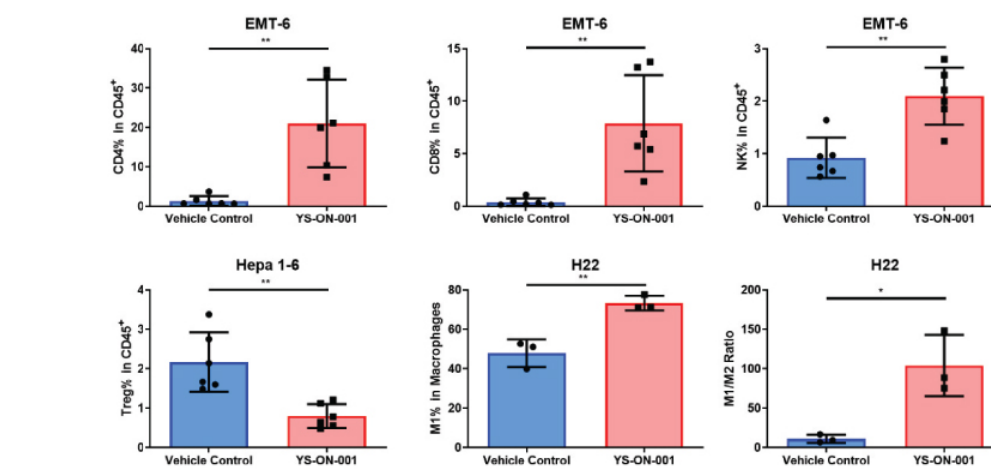 EMT-6
**
CD4% in CD45+
40
30
20
10
0
Vehicle Control
YS-ON-001
EMT-6
**
CD8% in CD45+
15
10
5
0
Vehicle Control
YS-ON-001
EMT-6
**
NK% in CD45+
3
2
1
0
Vehicle Control
YS-ON-001
Hepa 1-6
**
Treg% in CD45+
4
3
2
1
0
Vehicle Control
YS-ON-001
H22
**
M1% in Macrophages
80
60
40
20
0
Vehicle Control
YS-ON-001
H22
*
M1/M2 Ratio
200
150
100
50
0
Vehicle Control
YS-ON-001